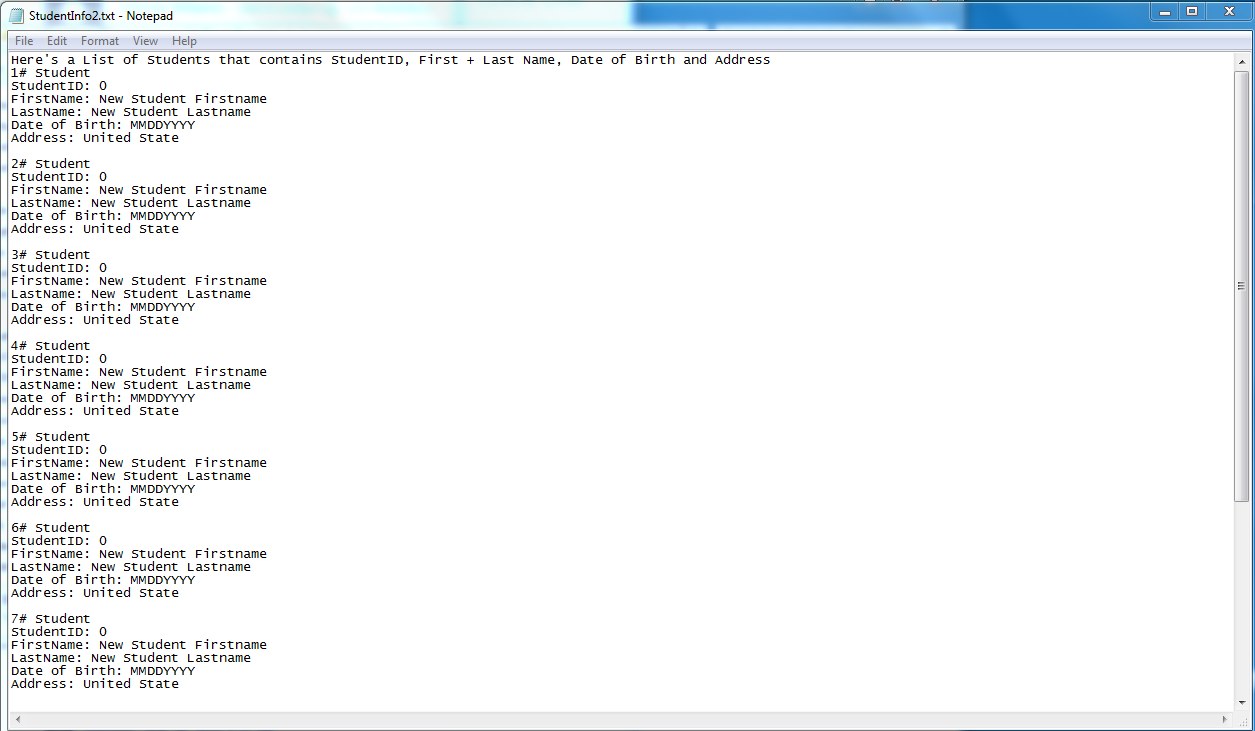 StudentInfo2.txt - Notepad
File Edit Format View Help
Here's a List of Students that contains StudentID, First + Last Name, Date of Birth and Address
1# Student
StudentID: 0
FirstName: New Student Firstname
LastName: New Student Lastname
Date of Birth: MMDDYYYY
Address: United State

2# Student
StudentID: 0
FirstName: New Student Firstname
LastName: New Student Lastname
Date of Birth: MMDDYYYY
Address: United State

3# Student
StudentID: 0
FirstName: New Student Firstname
LastName: New Student Lastname
Date of Birth: MMDDYYYY
Address: United State

4# Student
StudentID: 0
FirstName: New Student Firstname
LastName: New Student Lastname
Date of Birth: MMDDYYYY
Address: United State

5# Student
StudentID: 0
FirstName: New Student Firstname
LastName: New Student Lastname
Date of Birth: MMDDYYYY
Address: United State

6# Student
StudentID: 0
FirstName: New Student Firstname
LastName: New Student Lastname
Date of Birth: MMDDYYYY
Address: United State

7# Student
StudentID: 0
FirstName: New Student Firstname
LastName: New Student Lastname
Date of Birth: MMDDYYYY
Address: United State